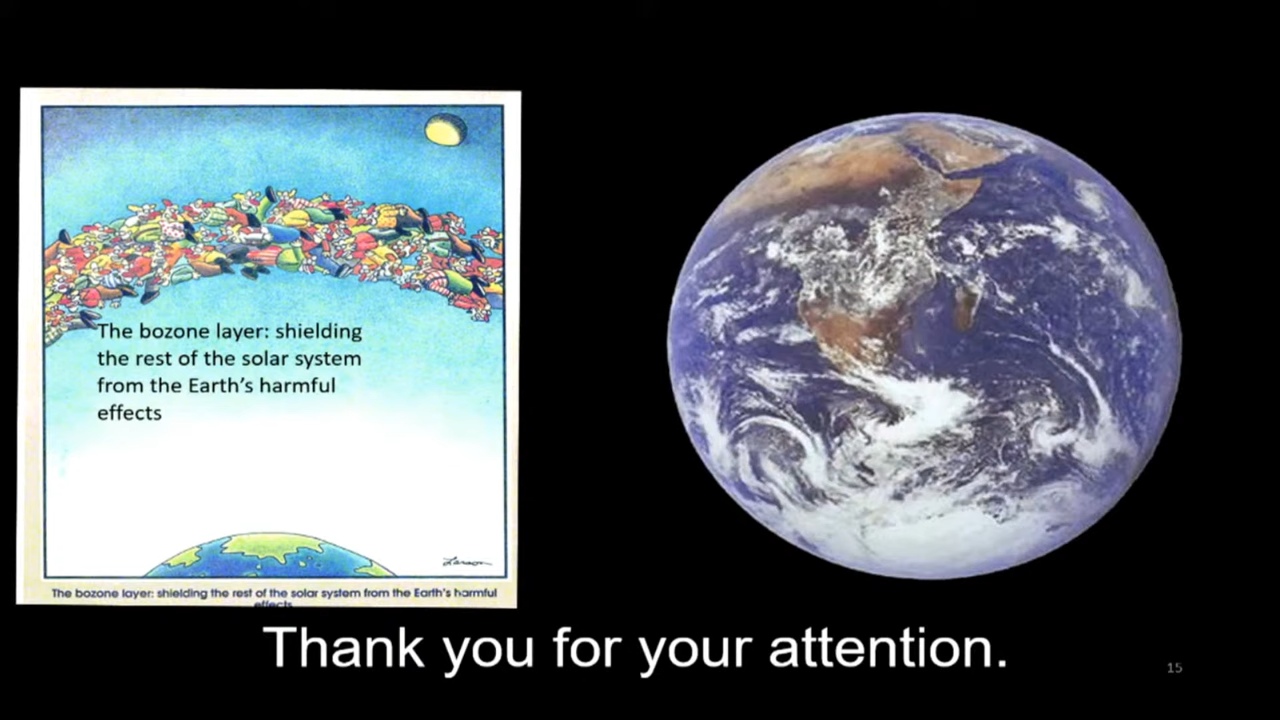 The bozone layer: shielding
the rest of the solar system
from the Earth's harmful
effects
Larson
The bozone layer: shielding the rest of the solar system from the Earth's harmful
effects
Thank you for your attention.
15